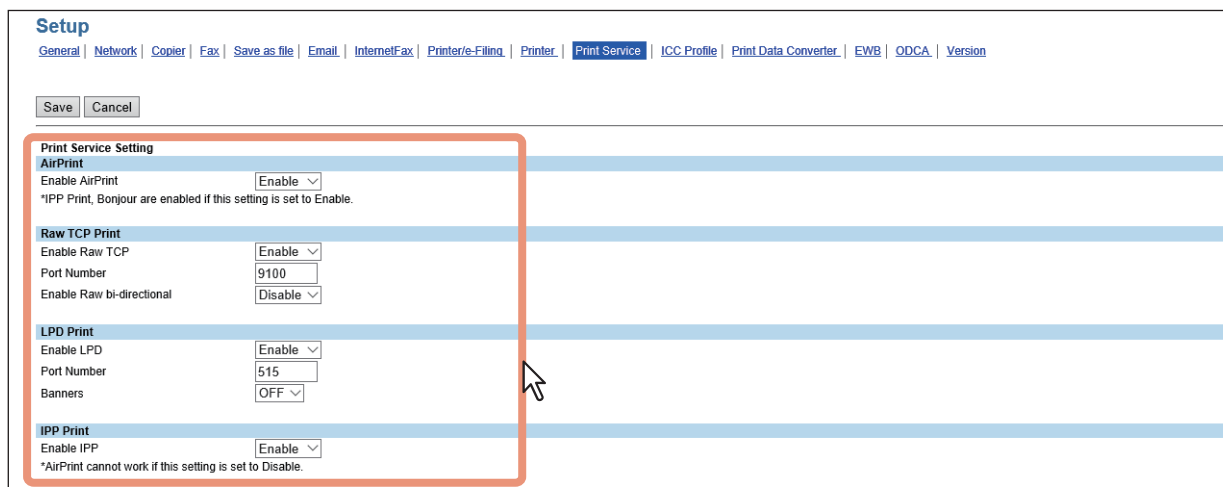 Setup
General | Network | Copier | Fax | Save as file | Email | InternetFax | Printer/e-Filing | Printer | Print Service | ICC Profile | Print Data Converter | EWB | ODCA | Version
Save Cancel
Print Service Setting
AirPrint
Enable AirPrint Enable
*IPP Print, Bonjour are enabled if this setting is set to Enable.
Raw TCP Print
Enable Raw TCP Enable
Port Number 9100
Enable Raw bi-directional Disable
LPD Print
Enable LPD Enable
Port Number 515
Banners OFF
IPP Print
Enable IPP Enable
*AirPrint cannot work if this setting is set to Disable.